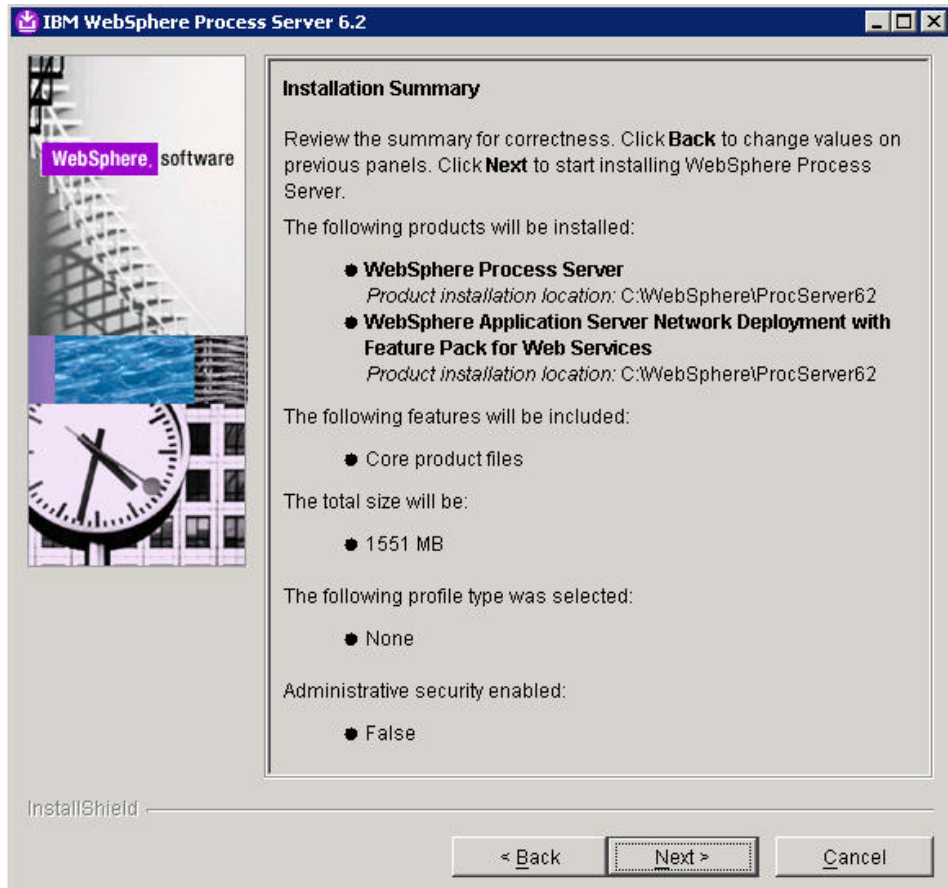 IBM WebSphere Process Server 6.2
WebSphere. software
Installation Summary
Review the summary for correctness. Click Back to change values on
previous panels. Click Next to start installing WebSphere Process
Server.
The following products will be installed:
WebSphere Process Server
Product installation location: C:\WebSphere\ProcServer62
WebSphere Application Server Network Deployment with
Feature Pack for Web Services
Product installation location: C:\WebSphere\ProcServer62
The following features will be included:
Core product files
The total size will be:
1551 MB
The following profile type was selected:
None
Administrative security enabled:
False
InstallShield
< Back
Next >
Cancel